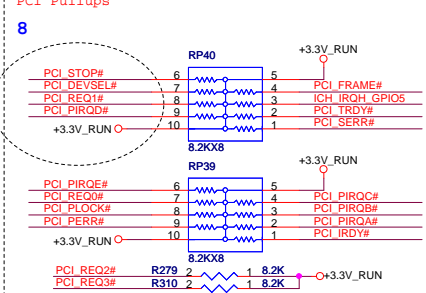 PCI Pullups
8
RP40
+3.3V_RUN
PCI_STOP# 6 5
PCI_DEVSEL# 7 4 PCI_FRAME#
PCI_REQ1# 8 3 ICH_IRQH_GPIO5
PCI_PIRQD# 9 2 PCI_TRDY#
+3.3V_RUN 10 1 PCI_SERR#
8.2KX8
RP39
+3.3V_RUN
PCI_PIRQE# 6 5
PCI_REQ0# 7 4 PCI_PIRQC#
PCI_PLOCK# 8 3 PCI_PIRQB#
PCI_PERR# 9 2 PCI_PIRQA#
+3.3V_RUN 10 1 PCI_IRDY#
8.2KX8
PCI_REQ2# R279 2 1 8.2K +3.3V_RUN
PCI_REQ3# R310 2 1 8.2K